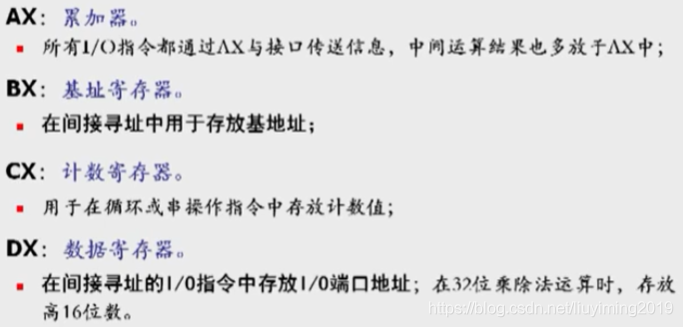 AX：累加器。
▪ 所有I/O指令都通过AX与接口传送信息，中间运算结果也多放于AX中；
BX：基址寄存器。
▪ 在间接寻址中用于存放基地址；
CX：计数寄存器。
▪ 用于在循环或串操作指令中存放计数值；
DX：数据寄存器。
▪ 在间接寻址的I/O指令中存放I/O端口地址；在32位乘除法运算时，存放
高16位数。
https://blog.csdn.net/liuyiming2019